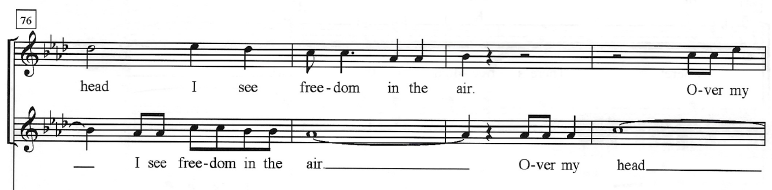 76
head I see free-dom in the air. O-ver my
I see free-dom in the air. O-ver my head